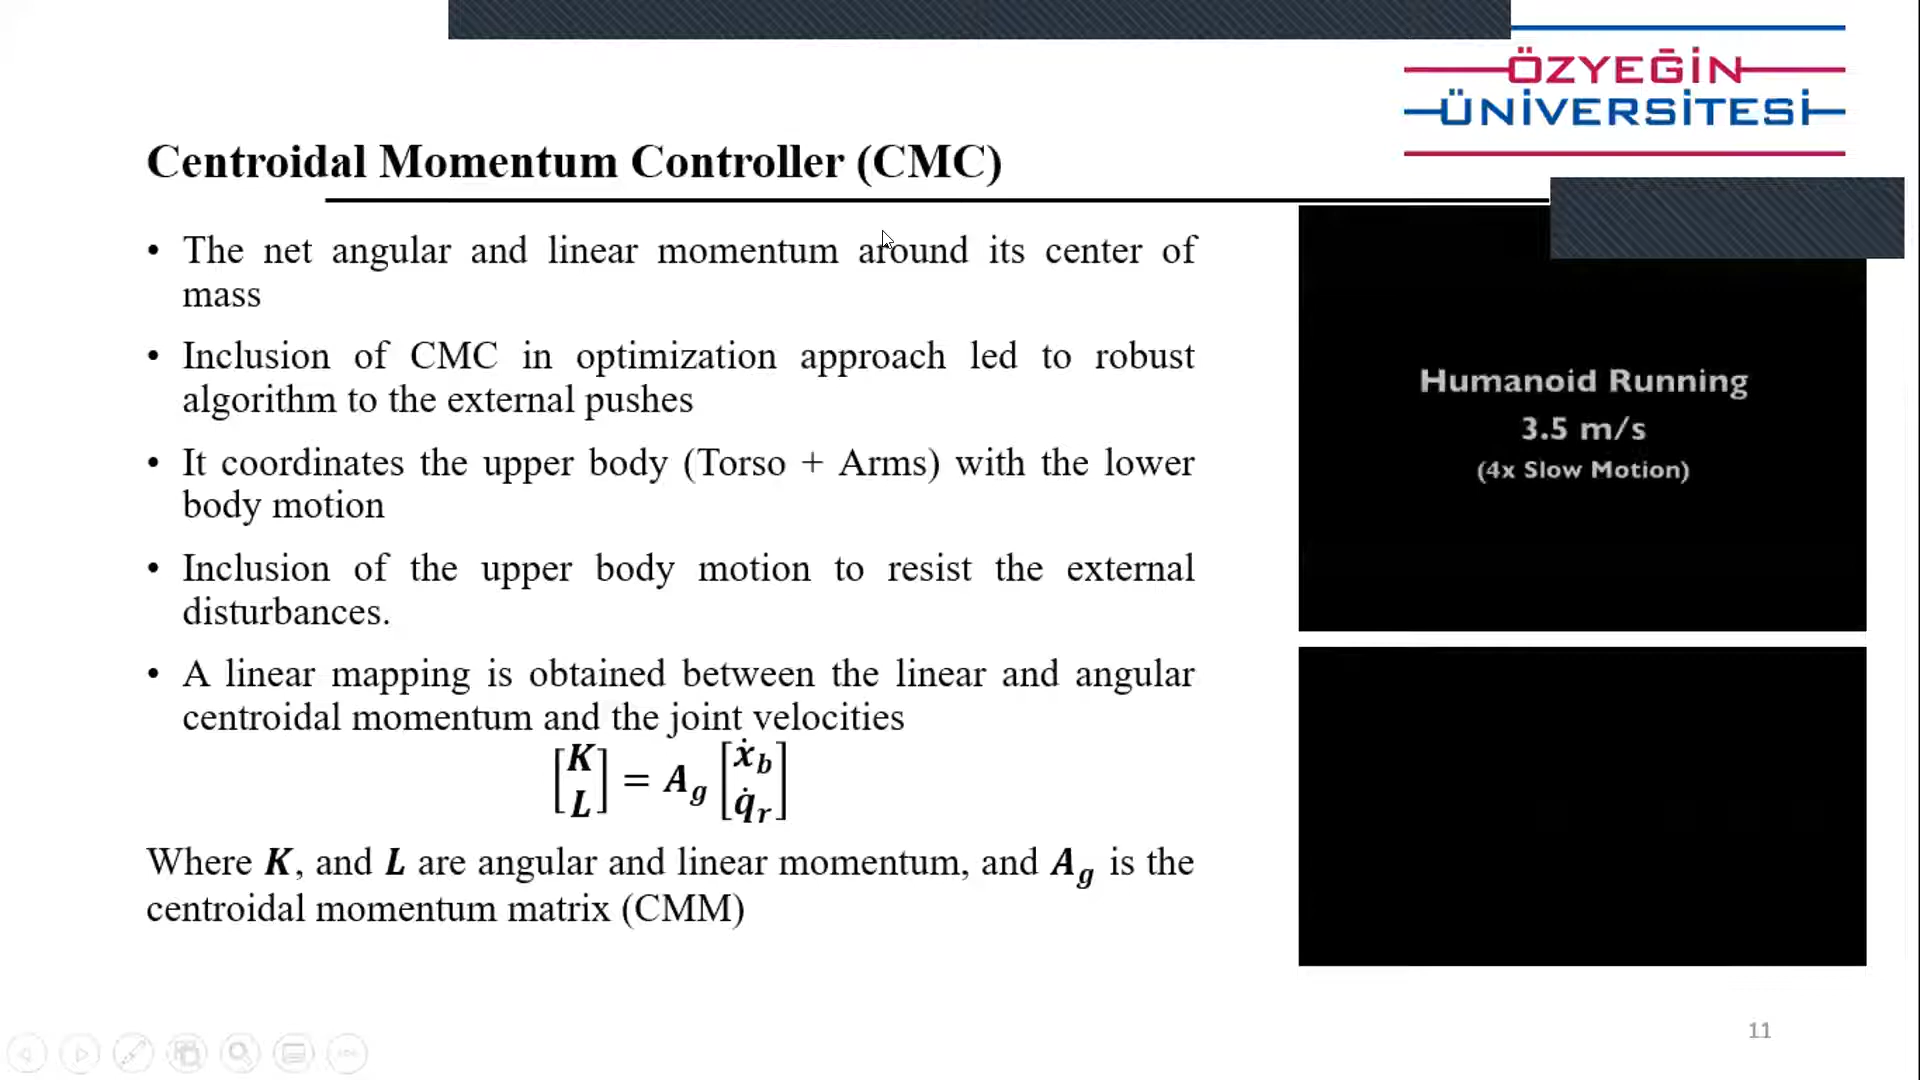 ÖZYEĞİN
ÜNİVERSİTESİ
Centroidal Momentum Controller (CMC)
• The net angular and linear momentum around its center of
mass
• Inclusion of CMC in optimization approach led to robust
algorithm to the external pushes
• It coordinates the upper body (Torso + Arms) with the lower
body motion
• Inclusion of the upper body motion to resist the external
disturbances.
• A linear mapping is obtained between the linear and angular
centroidal momentum and the joint velocities
[K L] = A_g [ẋ_b q̇_r]
Where K, and L are angular and linear momentum, and A_g is the
centroidal momentum matrix (CMM)
Humanoid Running
3.5 m/s
(4x Slow Motion)
11